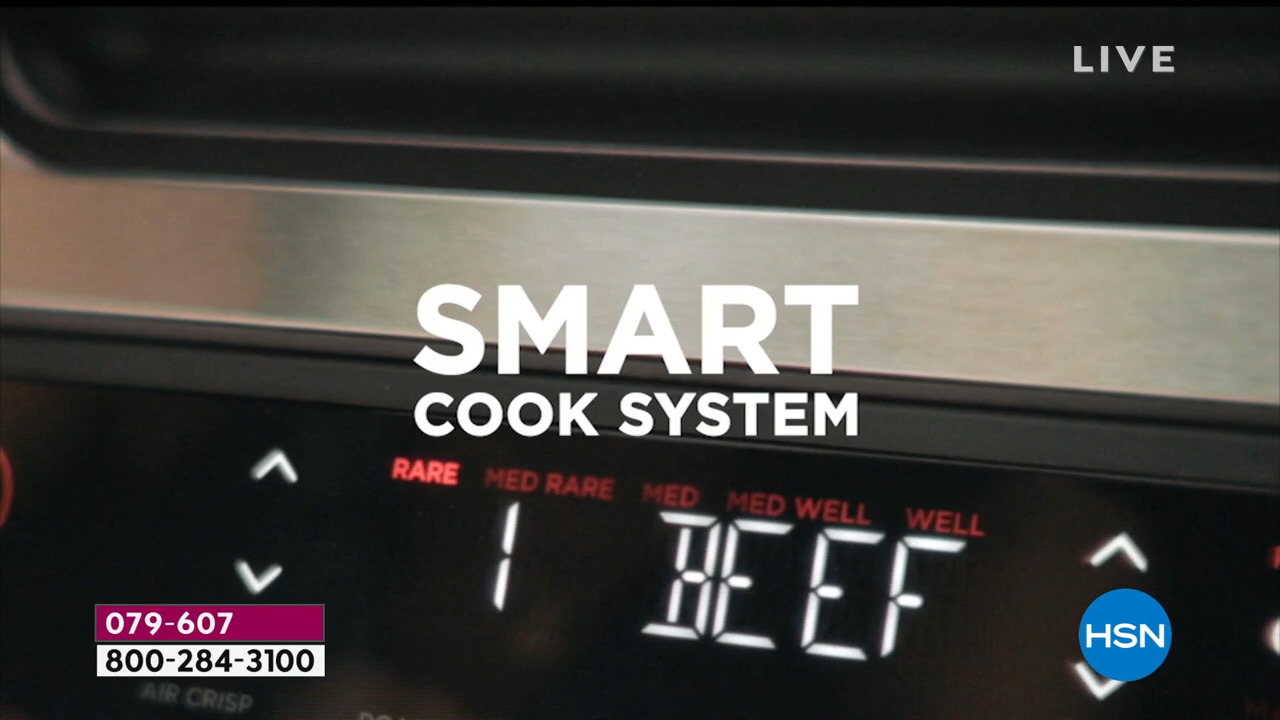 LIVE
SMART
COOK SYSTEM
RARE MED RARE MED MED WELL WELL
1 BEEF
079-607
800-284-3100
HSN
AIR CRISP